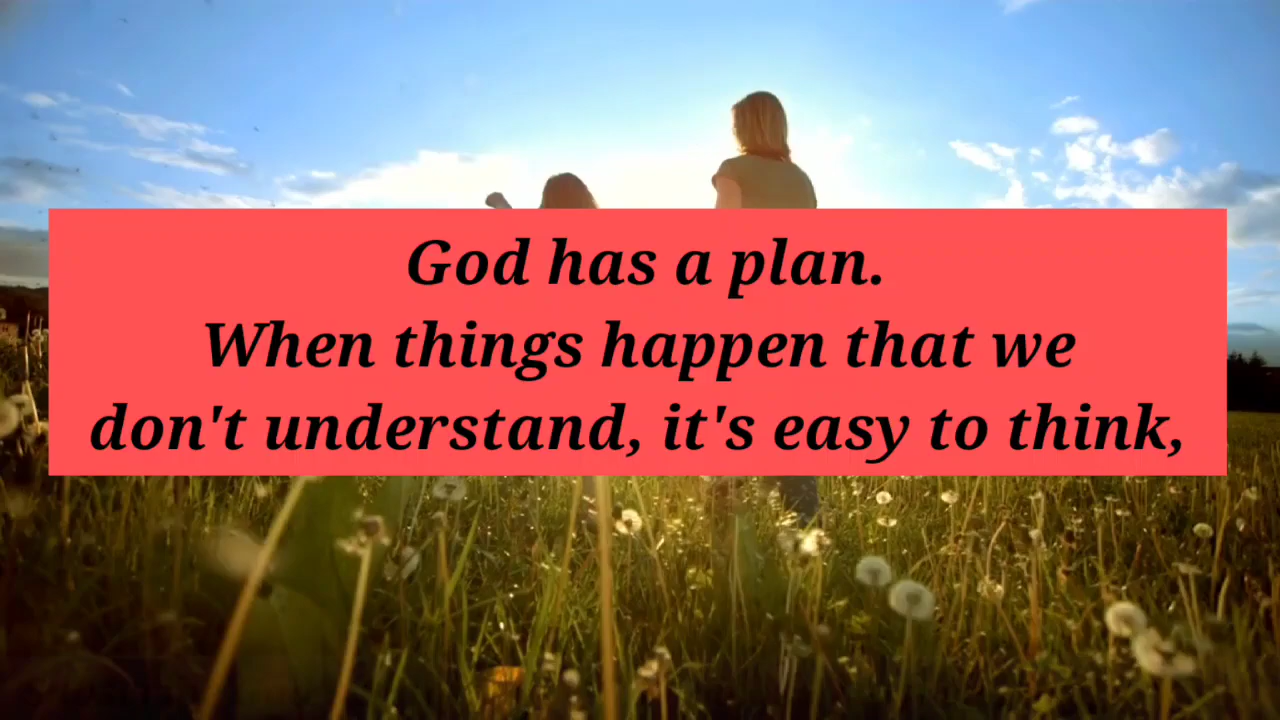 God has a plan.
When things happen that we
don't understand, it's easy to think,